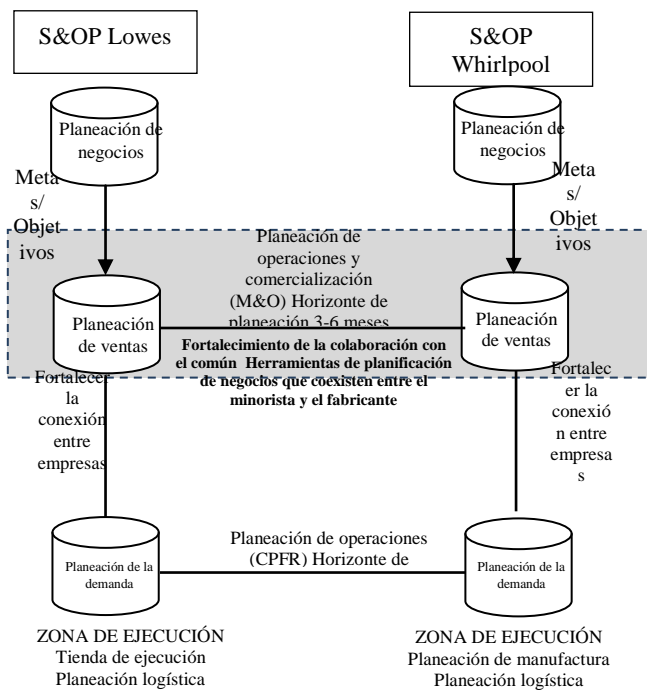 S&OP Lowes
S&OP
Whirlpool
Planeación de
negocios
Planeación de
negocios
Meta
s/
Objet
ivos
Meta
s/
Objet
ivos
Planeación de
operaciones y
comercialización
(M&O) Horizonte de
planeación 3-6 meses
Planeación
de ventas
Planeación
de ventas
Fortalecimiento de la colaboración con
el común  Herramientas de planificación
de negocios que coexisten entre el
minorista y el fabricante
Fortalecer
la
conexión
entre
empresas
Fortalec
er la
conexió
n entre
empresa
s
Planeación de operaciones
(CPFR) Horizonte de
Planeación de la
demanda
Planeación de la
demanda
ZONA DE EJECUCIÓN
Tienda de ejecución
Planeación logística
ZONA DE EJECUCIÓN
Planeación de manufactura
Planeación logística